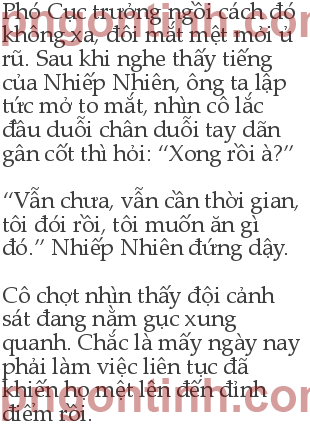 Phó Cục trưởng ngồi cách đó
không xa, đôi mắt mệt mỏi ủ
rũ. Sau khi nghe thấy tiếng
của Nhiếp Nhiên, ông ta lập
tức mở to mắt, nhìn cô lắc
đầu duỗi chân duỗi tay dãn
gân cốt thì hỏi: “Xong rồi à?”
“Vẫn chưa, vẫn cần thời gian,
tôi đói rồi, tôi muốn ăn gì
đó.” Nhiếp Nhiên đứng dậy.
Cô chợt nhìn thấy đội cảnh
sát đang nằm gục xung
quanh. Chắc là mấy ngày nay
phải làm việc liên tục đã
khiến họ mệt lên đến đỉnh
điểm rồi.